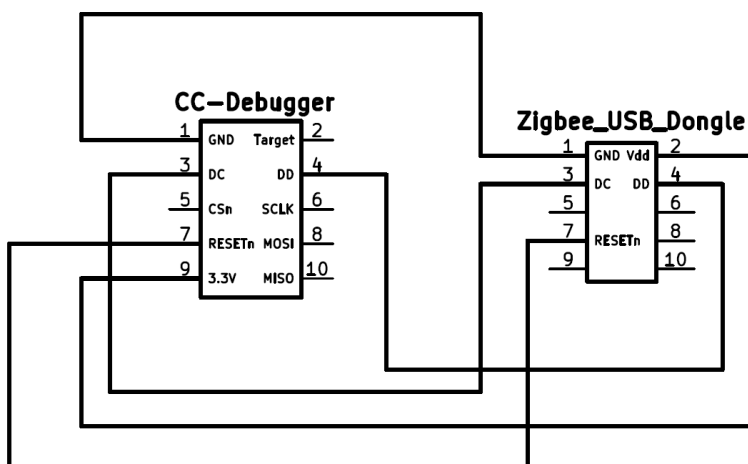 CC-Debugger
1 GND Target 2
3 DC DD 4
5 CSn SCLK 6
7 RESETn MOSI 8
9 3.3V MISO 10
Zigbee_USB_Dongle
1 GND Vdd 2
3 DC DD 4
5 6
7 RESETn 8
9 10